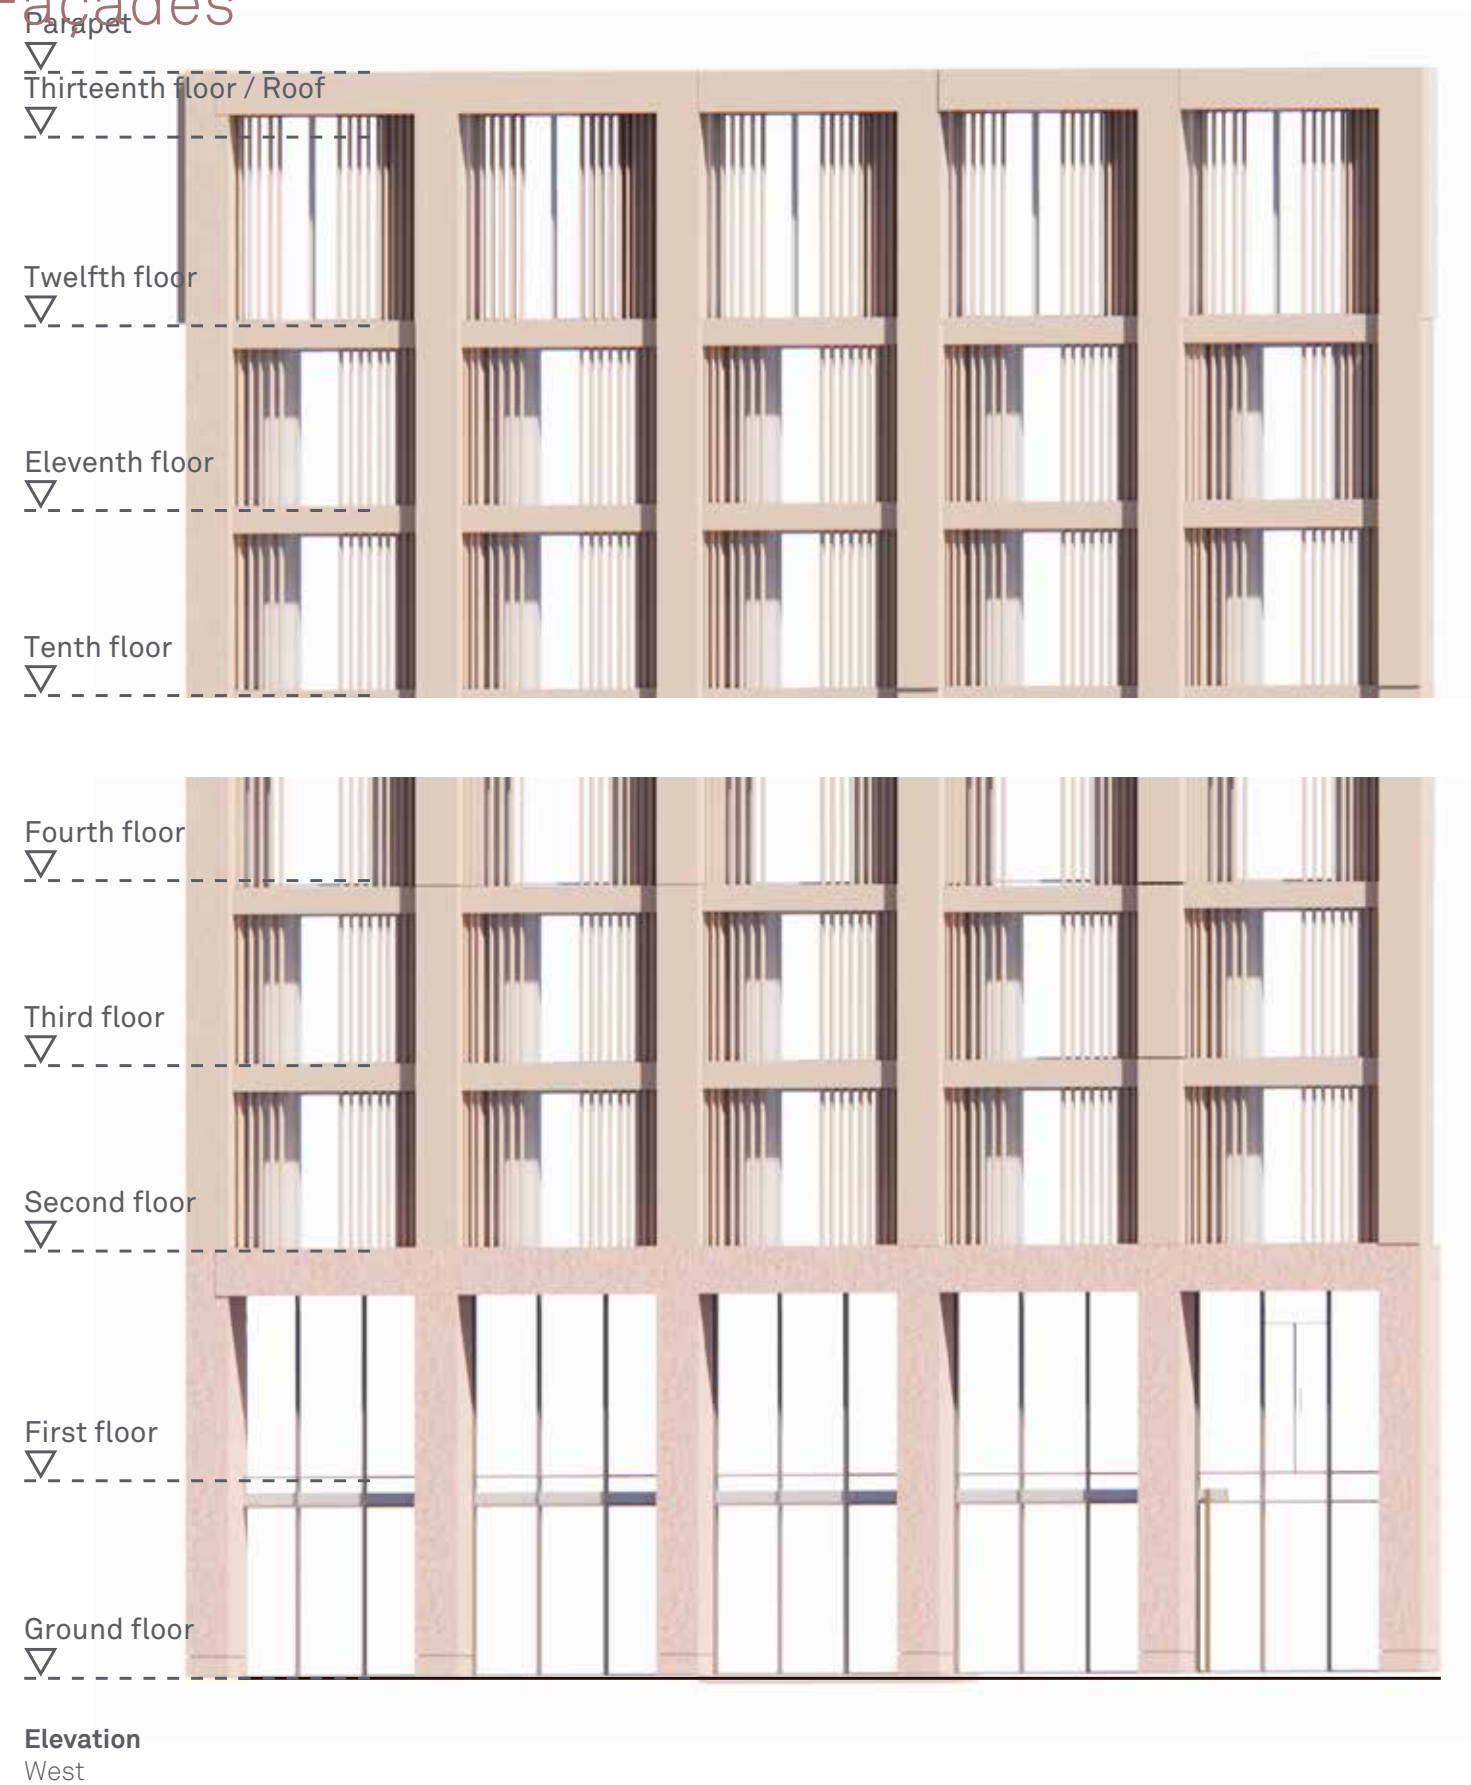 Façades
Parapet
Thirteenth floor / Roof
Twelfth floor
Eleventh floor
Tenth floor
Fourth floor
Third floor
Second floor
First floor
Ground floor
Elevation
West